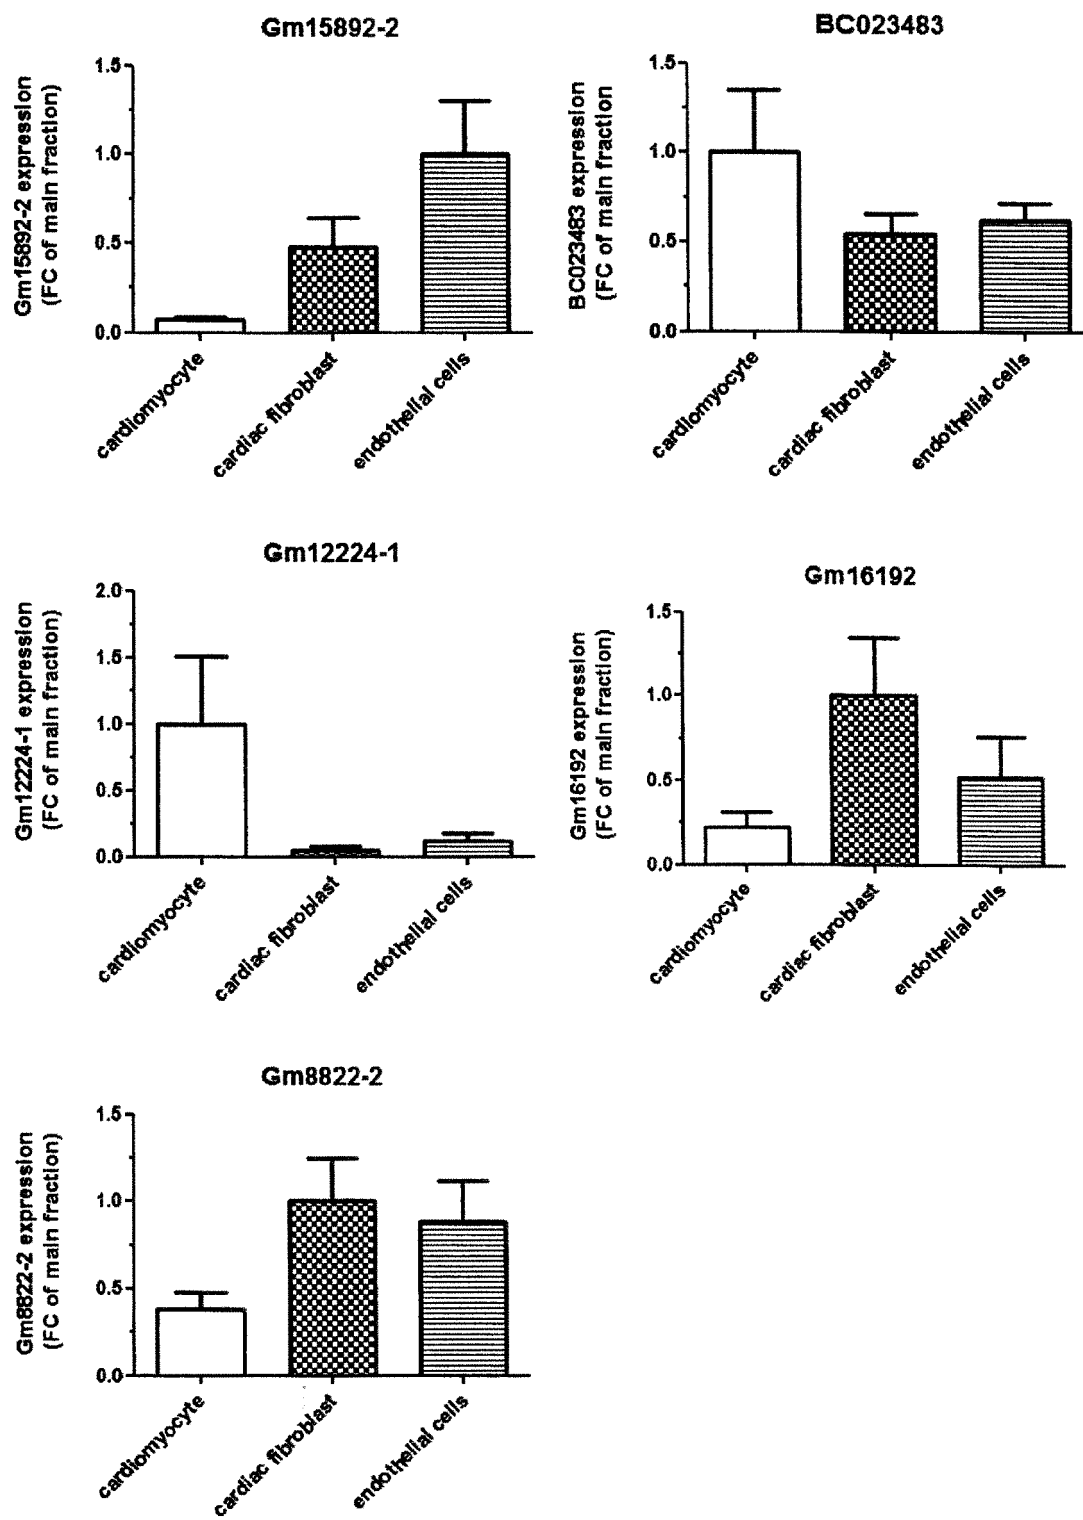 Gm15892-2
Gm15892-2 expression
(FC of main fraction)
1.5
1.0
0.5
0.0
cardiomyocyte
cardiac fibroblast
endothelial cells
BC023483
BC023483 expression
(FC of main fraction)
1.5
1.0
0.5
0.0
cardiomyocyte
cardiac fibroblast
endothelial cells
Gm12224-1
Gm12224-1 expression
(FC of main fraction)
2.0
1.5
1.0
0.5
0.0
cardiomyocyte
cardiac fibroblast
endothelial cells
Gm16192
Gm16192 expression
(FC of main fraction)
1.5
1.0
0.5
0.0
cardiomyocyte
cardiac fibroblast
endothelial cells
Gm8822-2
Gm8822-2 expression
(FC of main fraction)
1.5
1.0
0.5
0.0
cardiomyocyte
cardiac fibroblast
endothelial cells